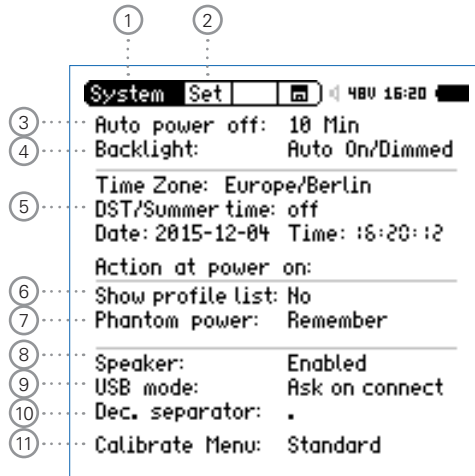 1 2
System Set 48V 16:20
3 Auto power off: 10 Min
4 Backlight: Auto On/Dimmed
Time Zone: Europe/Berlin
5 DST/Summer time: off
Date: 2015-12-04 Time: 16:20:12
Action at power on:
6 Show profile list: No
7 Phantom power: Remember
8 Speaker: Enabled
9 USB mode: Ask on connect
10 Dec. separator: .
11 Calibrate Menu: Standard